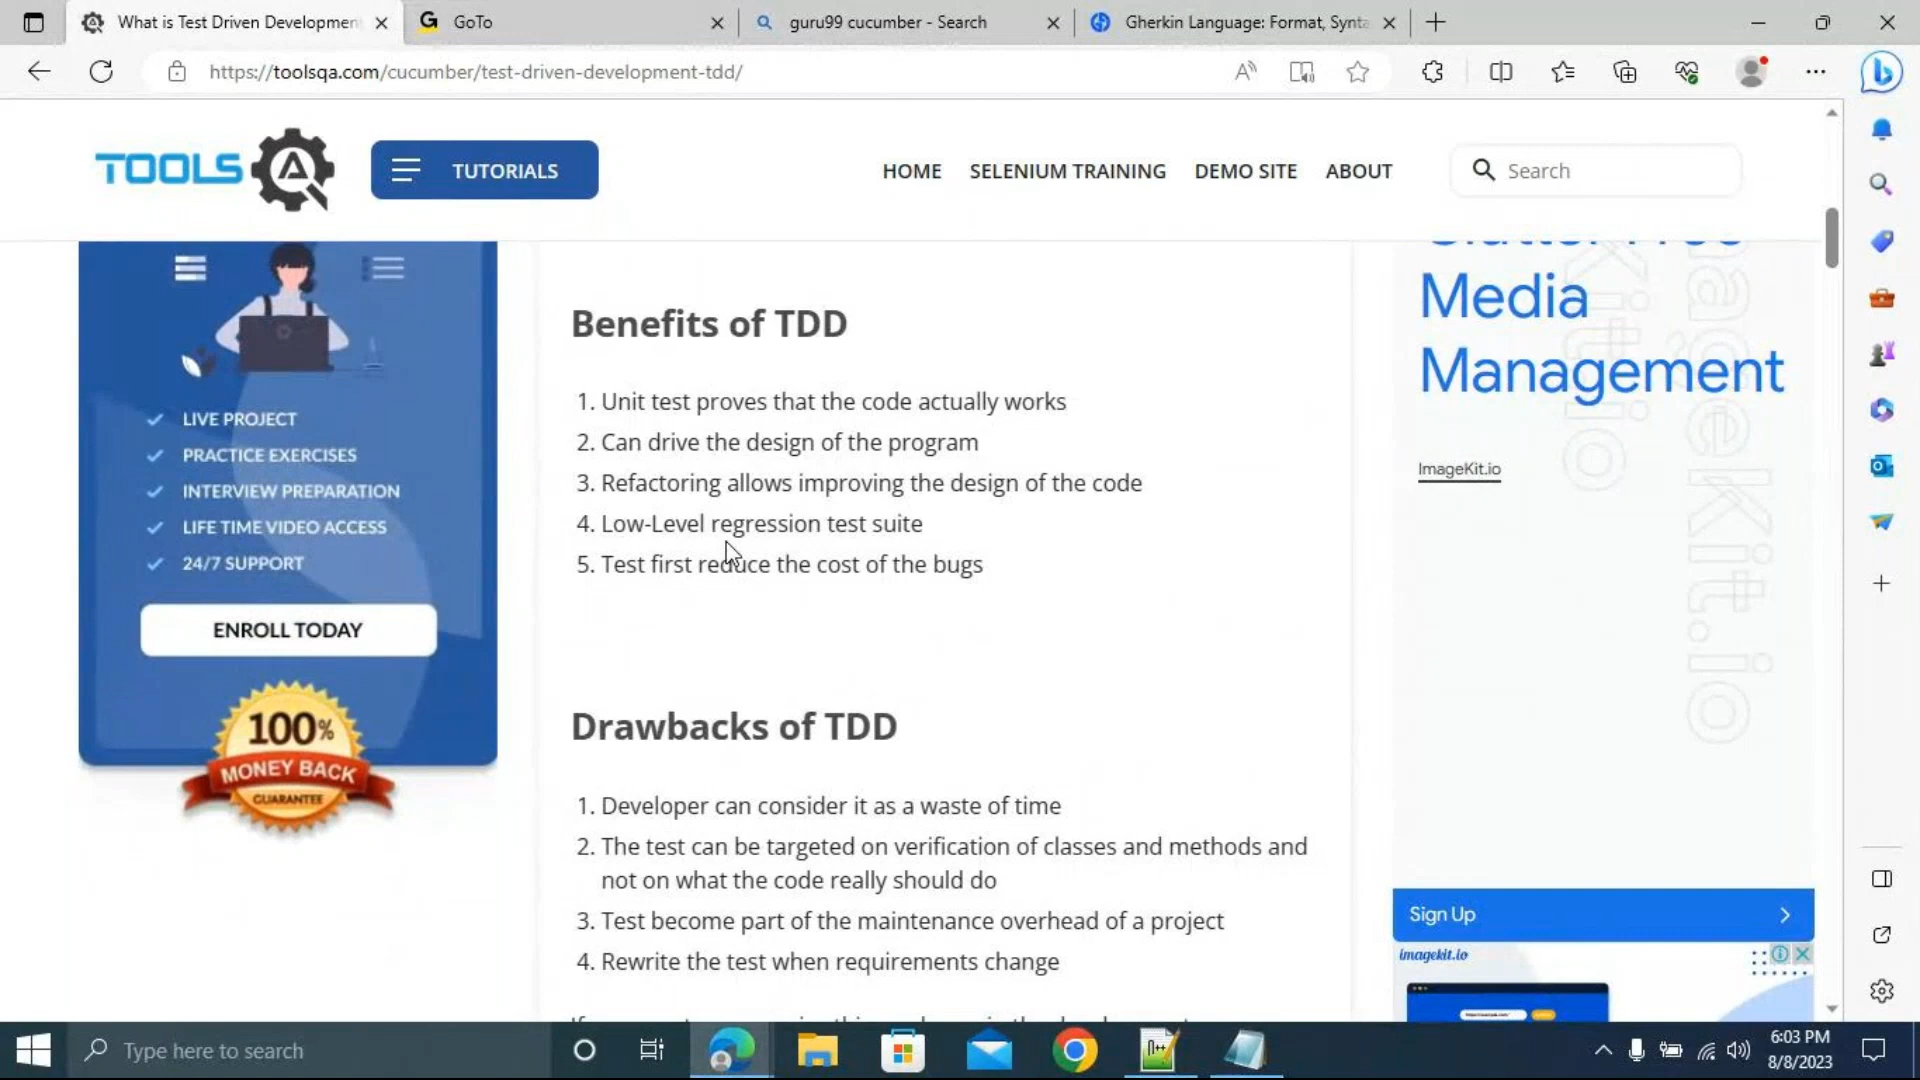 What is Test Driven Developmen
GoTo
guru99 cucumber - Search
Gherkin Language: Format, Synta
https://toolsqa.com/cucumber/test-driven-development-tdd/
TOOLS
TUTORIALS
HOME
SELENIUM TRAINING
DEMO SITE
ABOUT
Search
LIVE PROJECT
PRACTICE EXERCISES
INTERVIEW PREPARATION
LIFE TIME VIDEO ACCESS
24/7 SUPPORT
ENROLL TODAY
100%
MONEY BACK
GUARANTEE
Benefits of TDD
1. Unit test proves that the code actually works
2. Can drive the design of the program
3. Refactoring allows improving the design of the code
4. Low-Level regression test suite
5. Test first reduce the cost of the bugs
Drawbacks of TDD
1. Developer can consider it as a waste of time
2. The test can be targeted on verification of classes and methods and
not on what the code really should do
3. Test become part of the maintenance overhead of a project
4. Rewrite the test when requirements change
Media
Management
ImageKit.io
Sign Up
imagekit.io
Type here to search
6:03 PM
8/8/2023